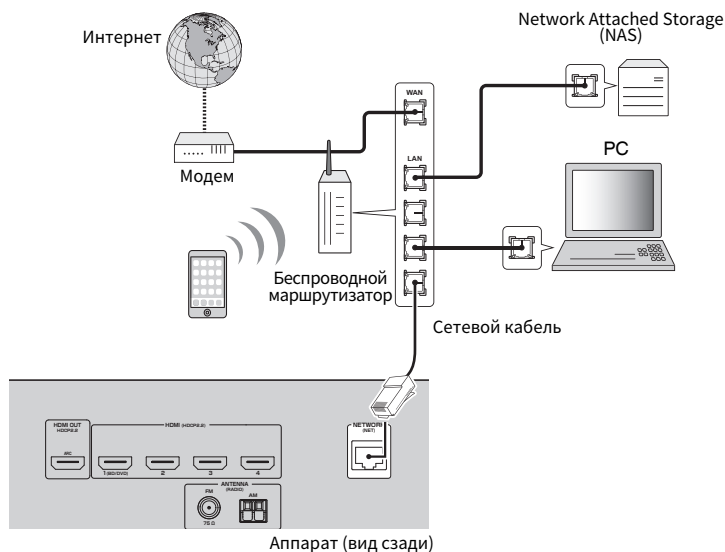 Network Attached Storage
(NAS)
Интернет
WAN
PC
LAN
Модем
Беспроводной
маршрутизатор
Сетевой кабель
HDMI OUT
HDCP2.2
ARC
HDMI (HDCP2.2)
1 (BD/DVD)
2
3
4
NETWORK
(NET)
ANTENNA
(RADIO)
FM
AM
75 Ω
Аппарат (вид сзади)